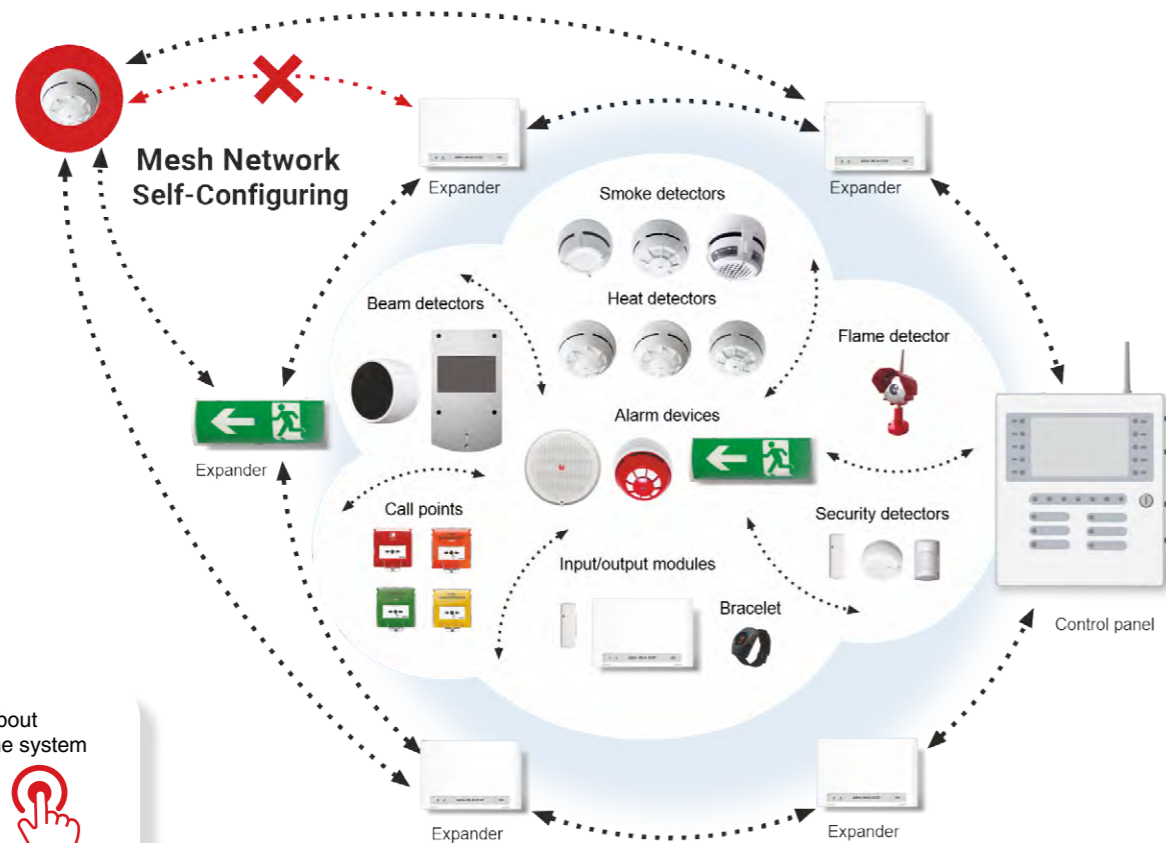 Mesh Network
Self-Configuring
Expander
Expander
Smoke detectors
Beam detectors
Heat detectors
Flame detector
Alarm devices
Expander
Call points
Security detectors
Input/output modules
Bracelet
Control panel
bout
e system
Expander
Expander